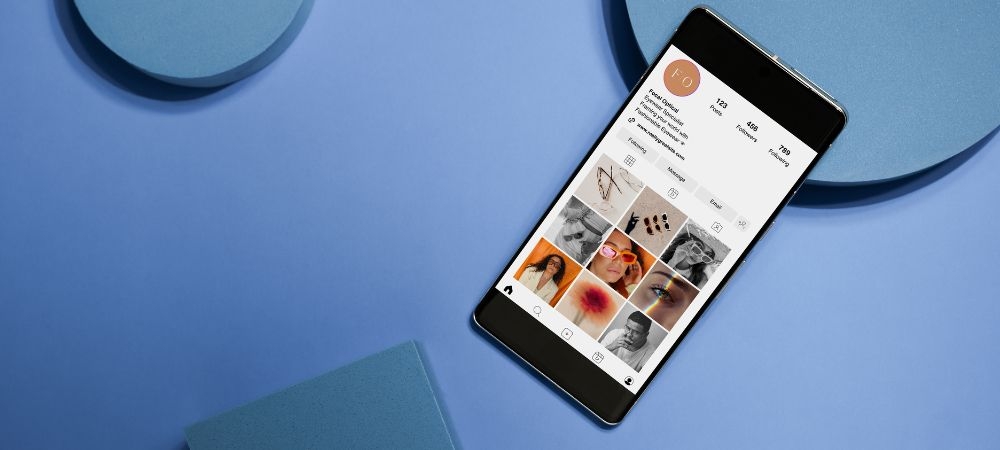 FO
123
Posts
456
Followers
789
Following
Focal Optical
Eyewear Specialist
Framing your world with
Fashionable Eyewear
www.reallygreatsite.com
Following
Message
Email